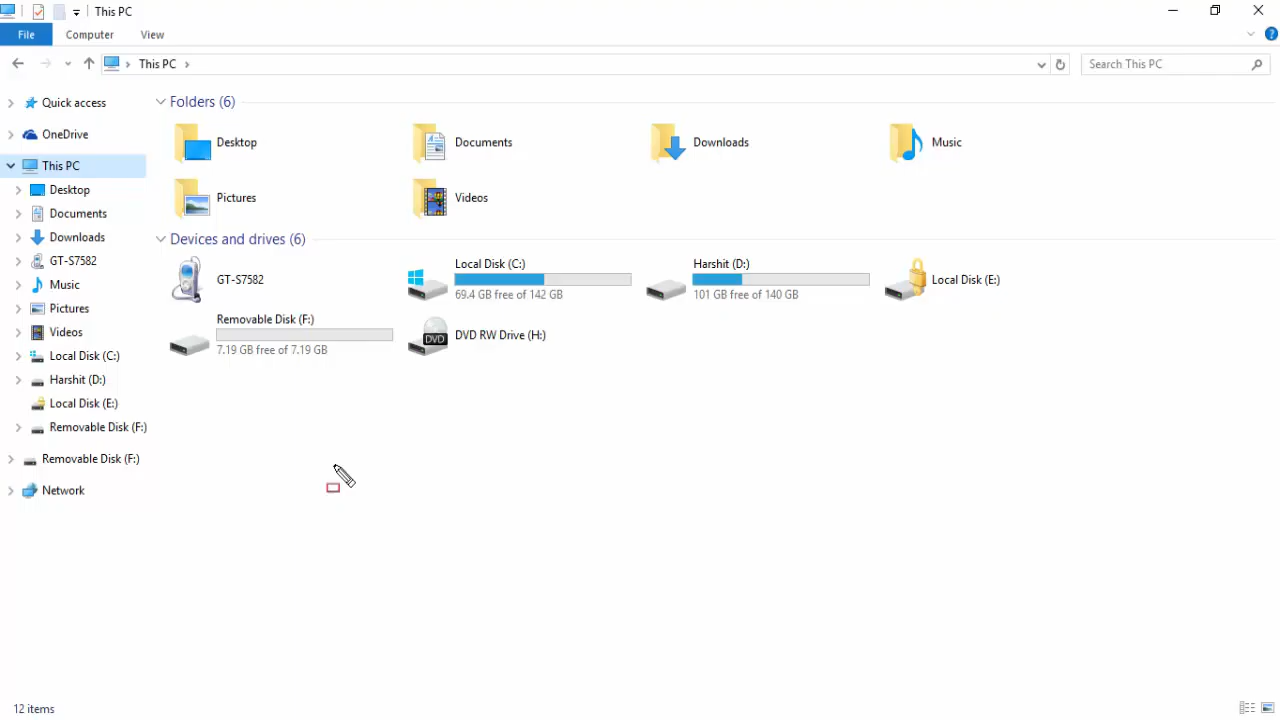 This PC
File Computer View
This PC
Search This PC
Quick access
OneDrive
This PC
Desktop
Documents
Downloads
GT-S7582
Music
Pictures
Videos
Local Disk (C:)
Harshit (D:)
Local Disk (E:)
Removable Disk (F:)
Removable Disk (F:)
Network
Folders (6)
Desktop
Documents
Downloads
Music
Pictures
Videos
Devices and drives (6)
GT-S7582
Local Disk (C:)
69.4 GB free of 142 GB
Harshit (D:)
101 GB free of 140 GB
Local Disk (E:)
Removable Disk (F:)
7.19 GB free of 7.19 GB
DVD
DVD RW Drive (H:)
12 items